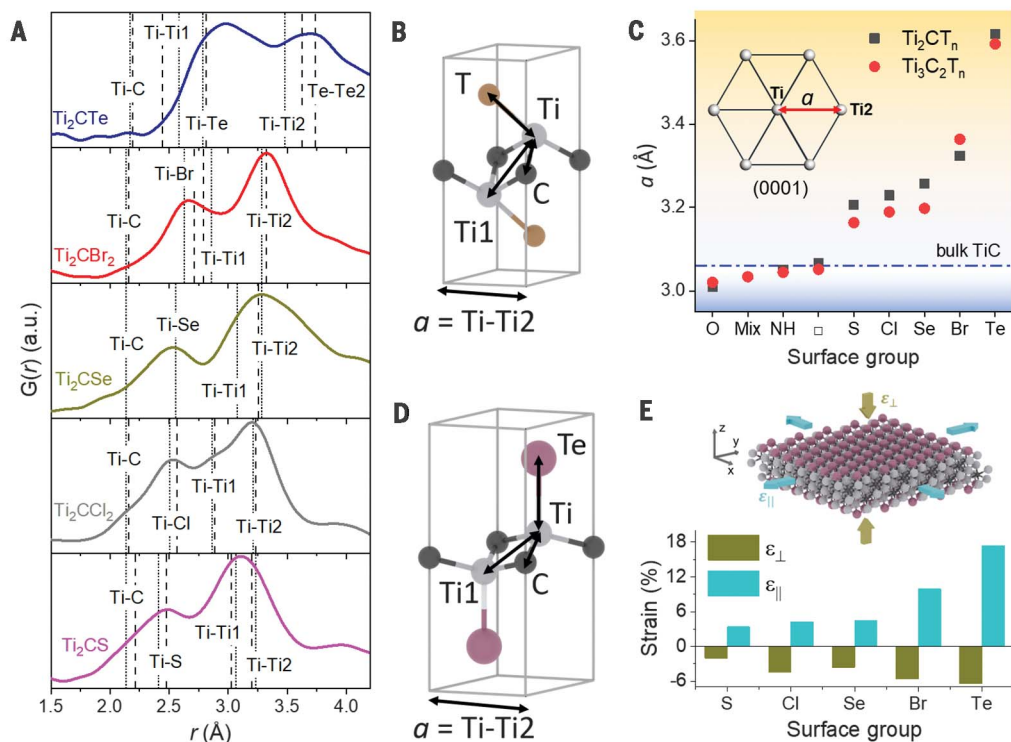 A
Ti-C
Ti-Ti1
Ti-Te
Ti-Ti2
Te-Te2
Ti₂CTe
Ti-Br
Ti-C
Ti-Ti2
Ti-Ti1
Ti₂CBr₂
Ti-Se
Ti-C
Ti-Ti2
Ti-Ti1
Ti₂CSe
Ti-C
Ti-Ti1
Ti-Cl
Ti-Ti2
Ti₂CCl₂
Ti-C
Ti-Ti1
Ti-S
Ti-Ti2
Ti₂CS
G(r) (a.u.)
1.5 2.0 2.5 3.0 3.5 4.0
r (Å)
B
T
Ti
C
Ti1
a = Ti-Ti2
C
3.6
3.4
3.2
3.0
a (Å)
Ti₂CTₙ
Ti₃C₂Tₙ
Ti
a
Ti2
(0001)
bulk TiC
O Mix NH □ S Cl Se Br Te
Surface group
D
Te
Ti
Ti1
C
a = Ti-Ti2
E
ε⊥
z
y
x
ε||
ε⊥
ε||
18
12
6
0
-6
Strain (%)
S Cl Se Br Te
Surface group